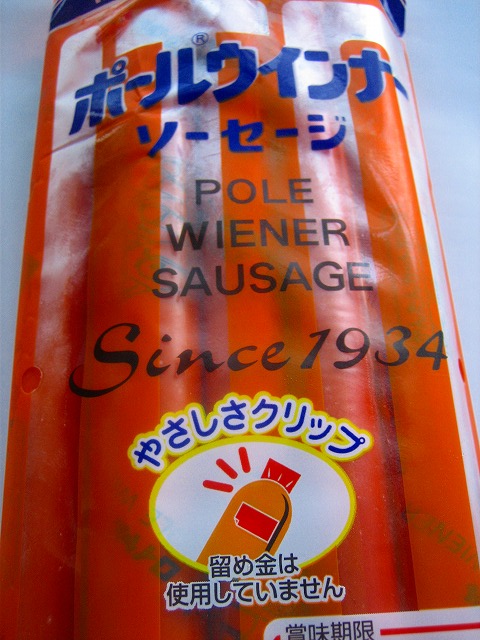 ®
ポールウインナー
ソーセージ
POLE
WIENER
SAUSAGE
Since 1934
やさしさクリップ
留め金は
使用していません
賞味期限